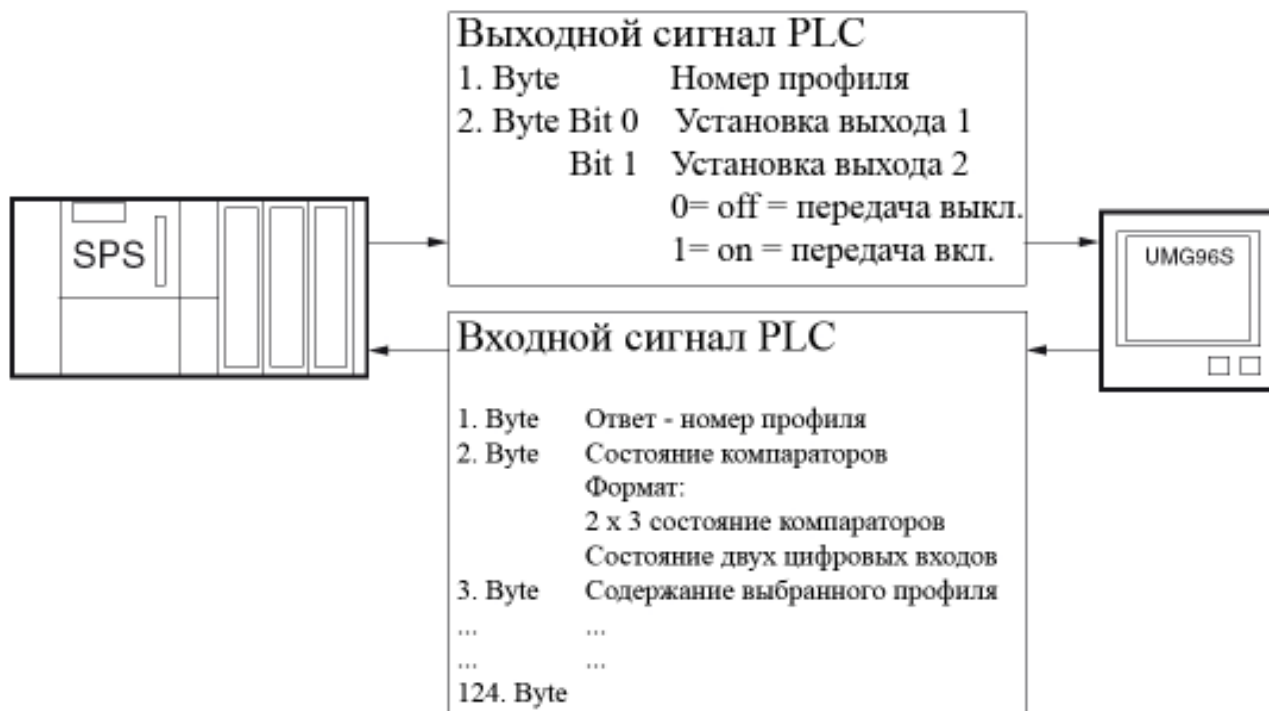 Выходной сигнал PLC
1. Byte Номер профиля
2. Byte Bit 0 Установка выхода 1
Bit 1 Установка выхода 2
0= off = передача выкл.
1= on = передача вкл.
SPS
UMG96S
Входной сигнал PLC
1. Byte Ответ - номер профиля
2. Byte Состояние компараторов
Формат:
2 x 3 состояние компараторов
Состояние двух цифровых входов
3. Byte Содержание выбранного профиля
... ...
... ...
124. Byte